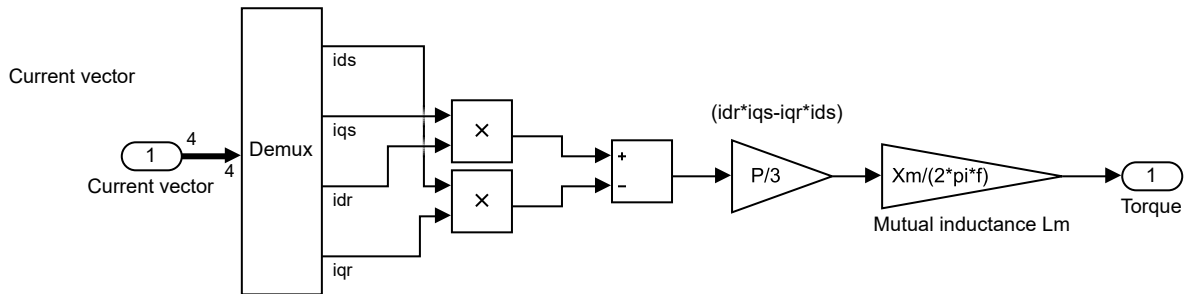 Current vector
1
Current vector
4
4
Demux
ids
iqs
idr
iqr
×
×
+
−
(idr*iqs-iqr*ids)
P/3
Xm/(2*pi*f)
Mutual inductance Lm
1
Torque